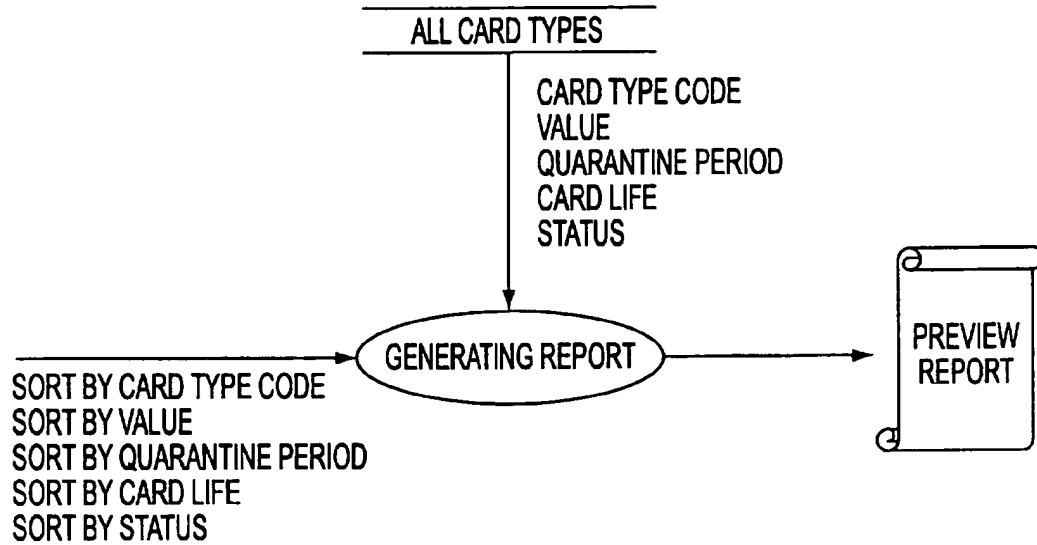 ALL CARD TYPES
CARD TYPE CODE
VALUE
QUARANTINE PERIOD
CARD LIFE
STATUS
GENERATING REPORT
PREVIEW
REPORT
SORT BY CARD TYPE CODE
SORT BY VALUE
SORT BY QUARANTINE PERIOD
SORT BY CARD LIFE
SORT BY STATUS